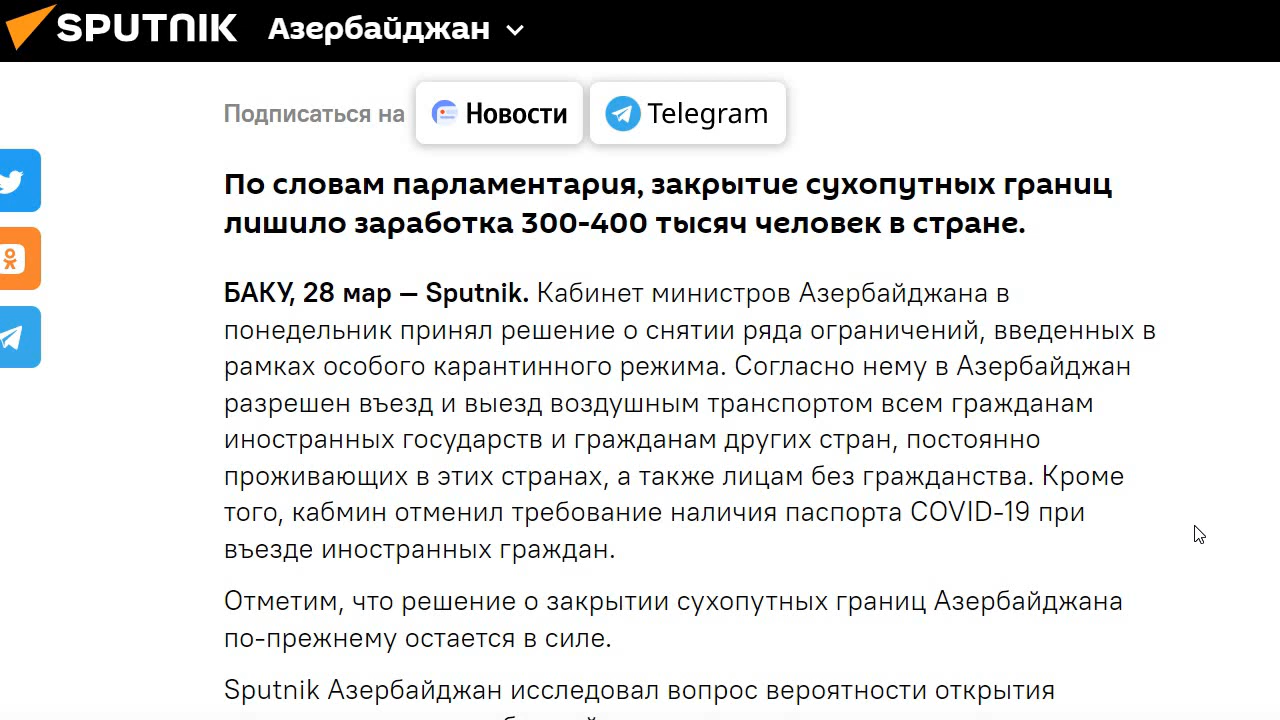 SPUTNIK Азербайджан
Подписаться на Новости Telegram
По словам парламентария, закрытие сухопутных границ
лишило заработка 300-400 тысяч человек в стране.
БАКУ, 28 мар — Sputnik. Кабинет министров Азербайджана в
понедельник принял решение о снятии ряда ограничений, введенных в
рамках особого карантинного режима. Согласно нему в Азербайджан
разрешен въезд и выезд воздушным транспортом всем гражданам
иностранных государств и гражданам других стран, постоянно
проживающих в этих странах, а также лицам без гражданства. Кроме
того, кабмин отменил требование наличия паспорта COVID-19 при
въезде иностранных граждан.
Отметим, что решение о закрытии сухопутных границ Азербайджана
по-прежнему остается в силе.
Sputnik Азербайджан исследовал вопрос вероятности открытия